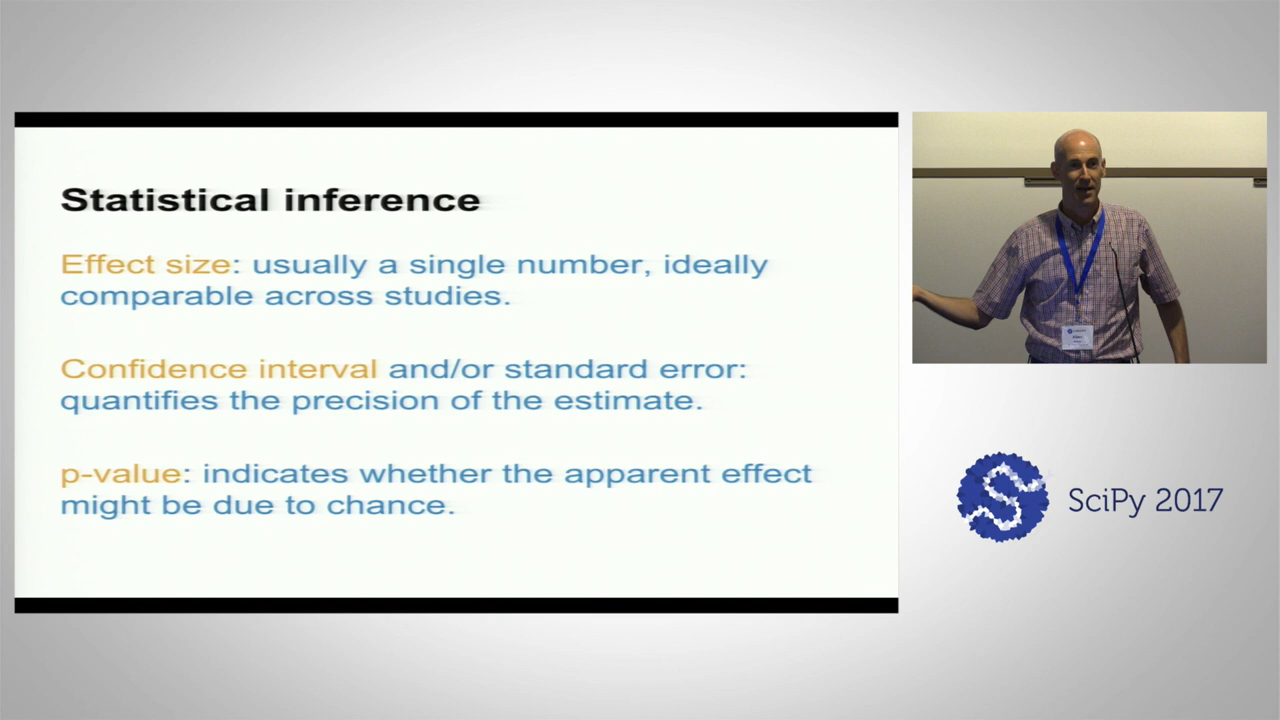 Statistical inference
Effect size: usually a single number, ideally
comparable across studies.
Confidence interval and/or standard error:
quantifies the precision of the estimate.
p-value: indicates whether the apparent effect
might be due to chance.
SciPy 2017